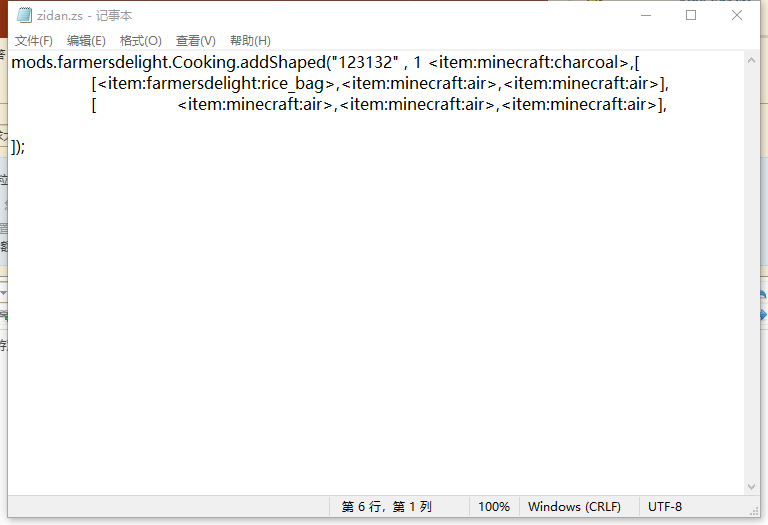 zidan.zs - 记事本
文件(F) 编辑(E) 格式(O) 查看(V) 帮助(H)
mods.farmersdelight.Cooking.addShaped("123132" , 1 <item:minecraft:charcoal>,[
[<item:farmersdelight:rice_bag>,<item:minecraft:air>,<item:minecraft:air>],
[ <item:minecraft:air>,<item:minecraft:air>,<item:minecraft:air>],
]);
第 6 行，第 1 列 100% Windows (CRLF) UTF-8